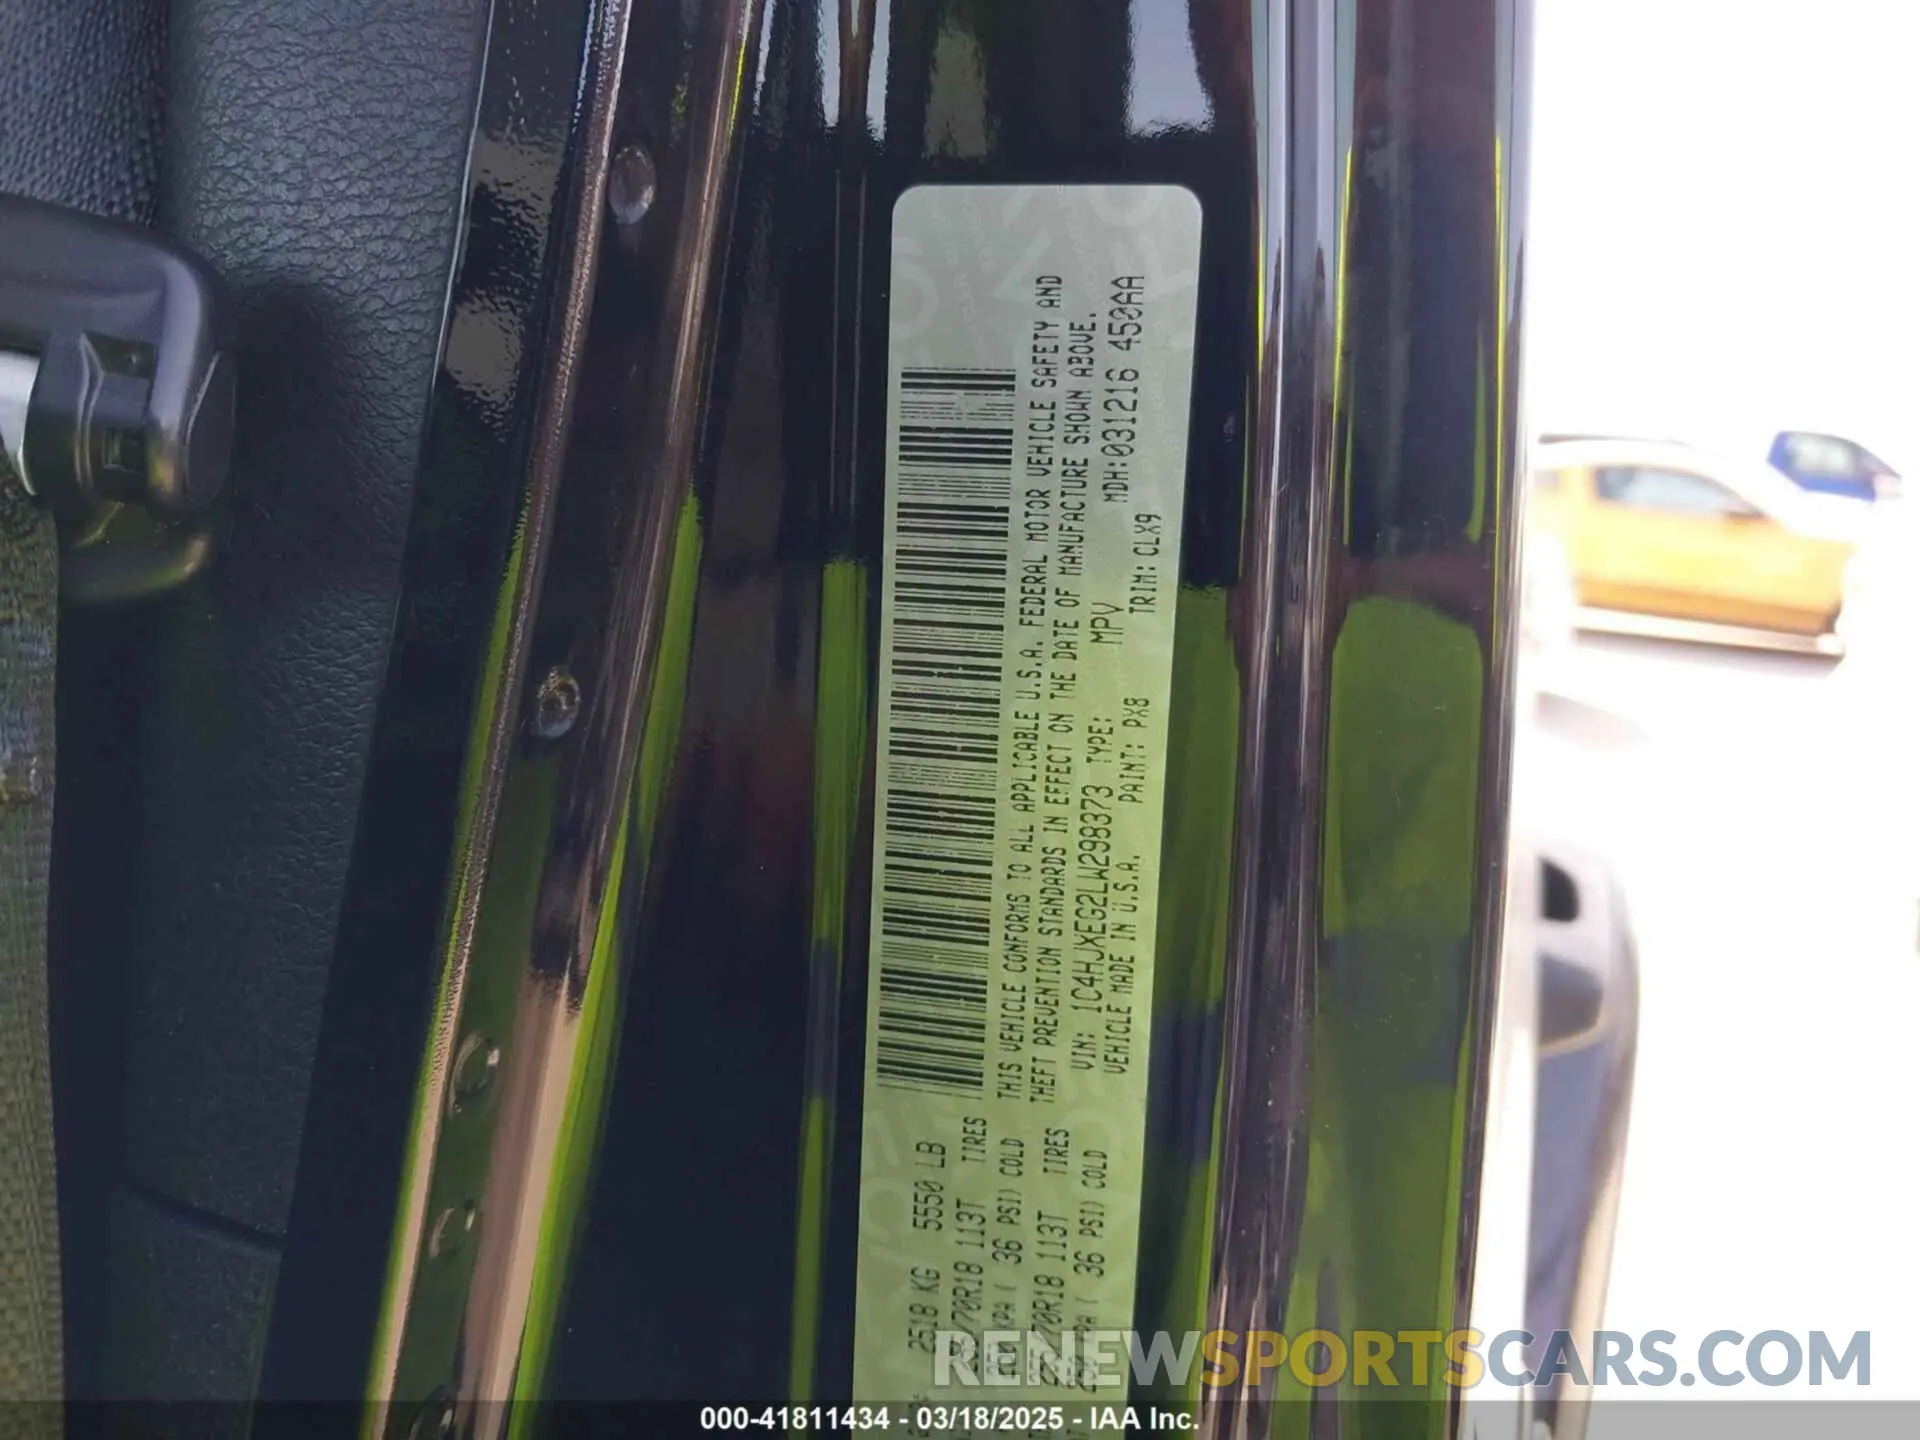 2518 KG 5550 LB
/70R18 113T TIRES
KPA ( 36 PSI) COLD
/70R18 113T TIRES
( 36 PSI) COLD
THIS VEHICLE CONFORMS TO ALL APPLICABLE U.S.A. FEDERAL MOTOR VEHICLE SAFETY AND
THEFT PREVENTION STANDARDS IN EFFECT ON THE DATE OF MANUFACTURE SHOWN ABOVE.
VIN: 1C4HJXEG2LW298373 TYPE: MPV MDH:031216 450AA
VEHICLE MADE IN U.S.A. PAINT: PX8 TRIM: CLX9
RENEWSPORTSCARS.COM
000-41811434 - 03/18/2025 - IAA Inc.